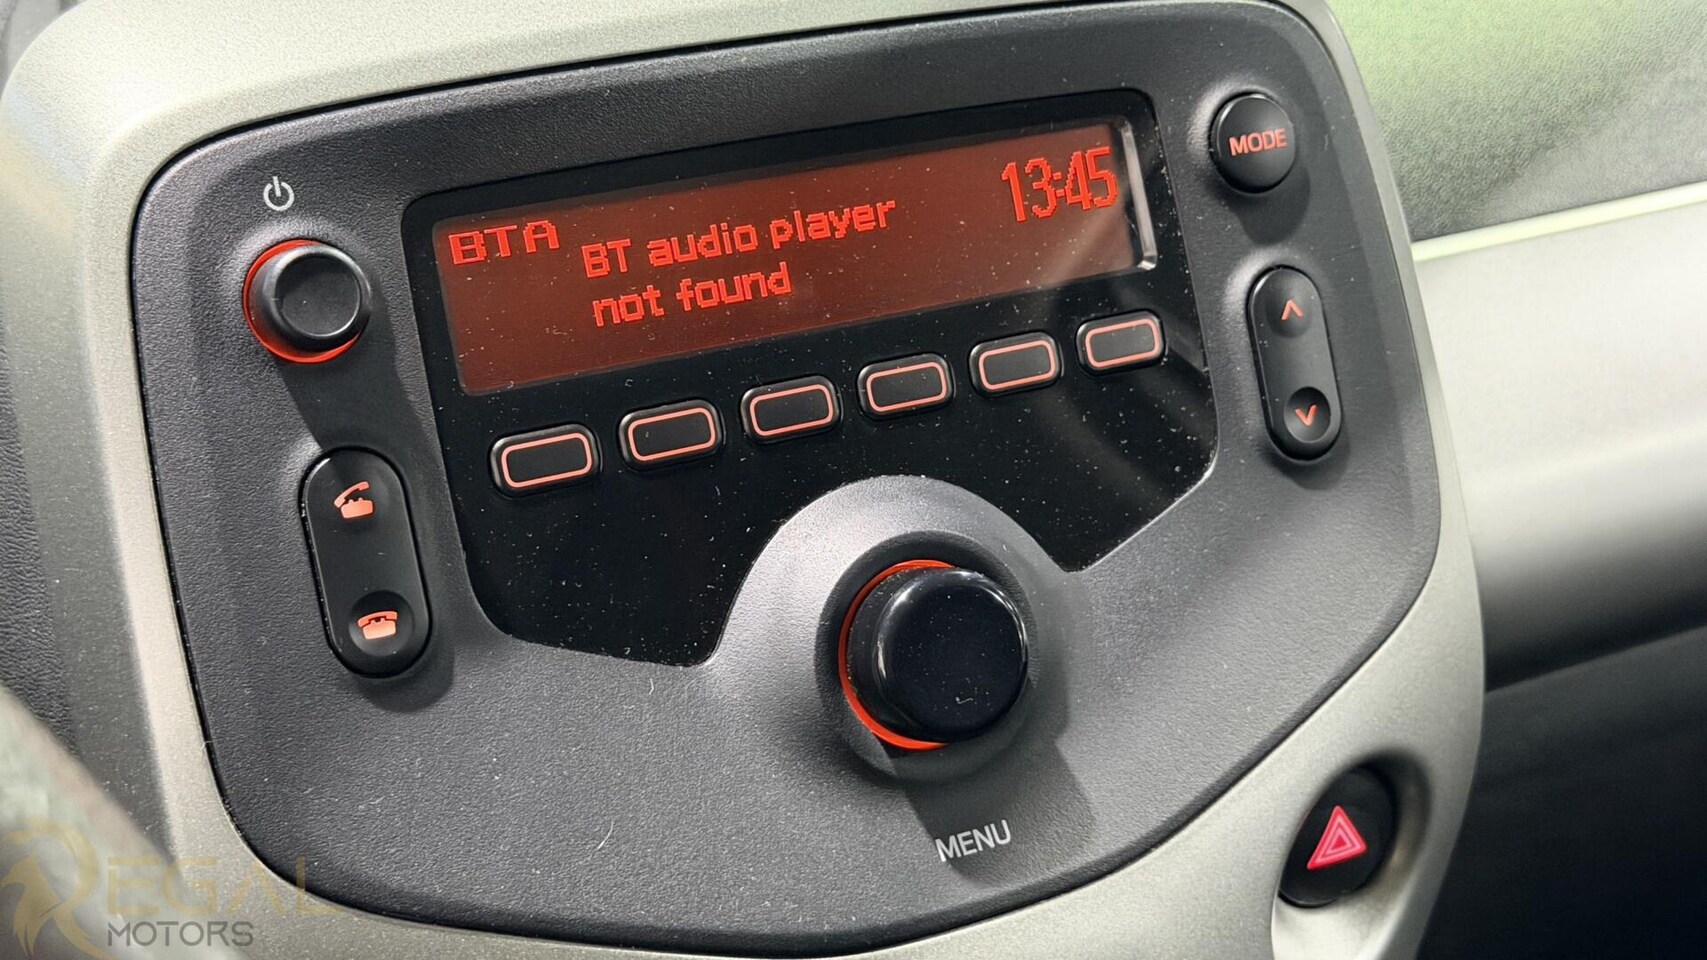 MODE
13:45
BTA
BT audio player
not found
MENU
REGAL
MOTORS